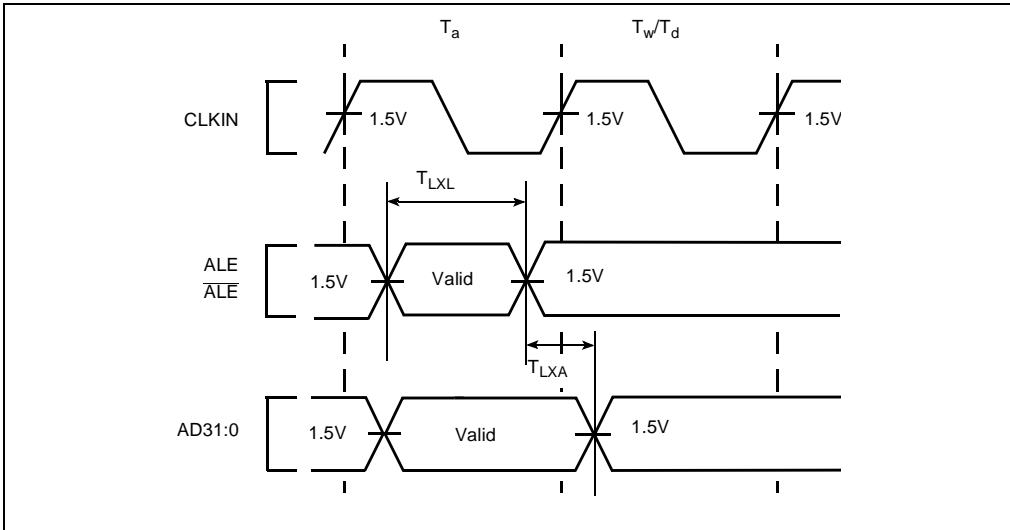 Ta Tw/Td
CLKIN 1.5V 1.5V 1.5V
TLXL
ALE 1.5V Valid 1.5V
ALE
TLXA
AD31:0 1.5V Valid 1.5V